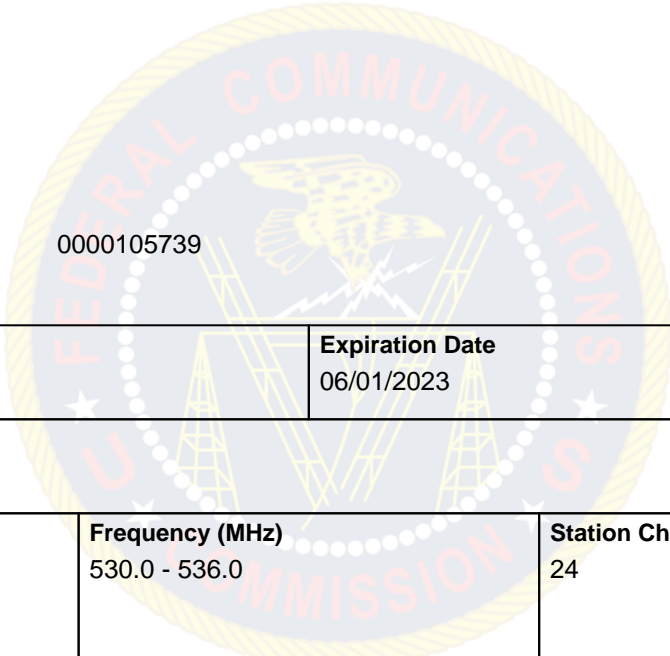 FEDERAL COMMUNICATIONS
0000105739
Expiration Date
06/01/2023
U S
Frequency (MHz)
530.0 - 536.0
Station Ch
24
COMMISSION